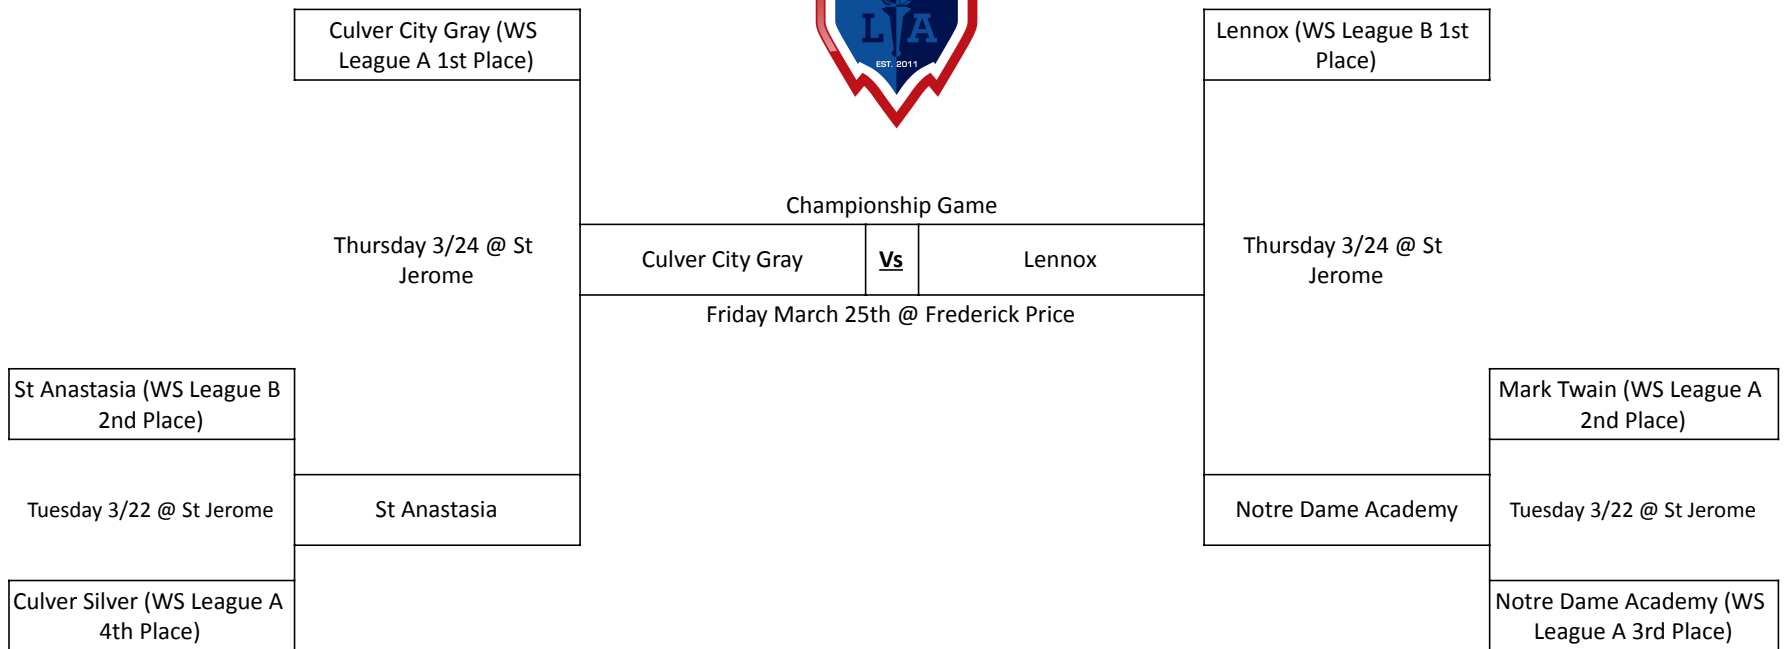 Culver City Gray (WS
League A 1st Place)
L A
EST. 2011
Lennox (WS League B 1st
Place)
Championship Game
Thursday 3/24 @ St
Jerome
Culver City Gray
Vs
Lennox
Thursday 3/24 @ St
Jerome
Friday March 25th @ Frederick Price
St Anastasia (WS League B
2nd Place)
Mark Twain (WS League A
2nd Place)
Tuesday 3/22 @ St Jerome
St Anastasia
Notre Dame Academy
Tuesday 3/22 @ St Jerome
Culver Silver (WS League A
4th Place)
Notre Dame Academy (WS
League A 3rd Place)